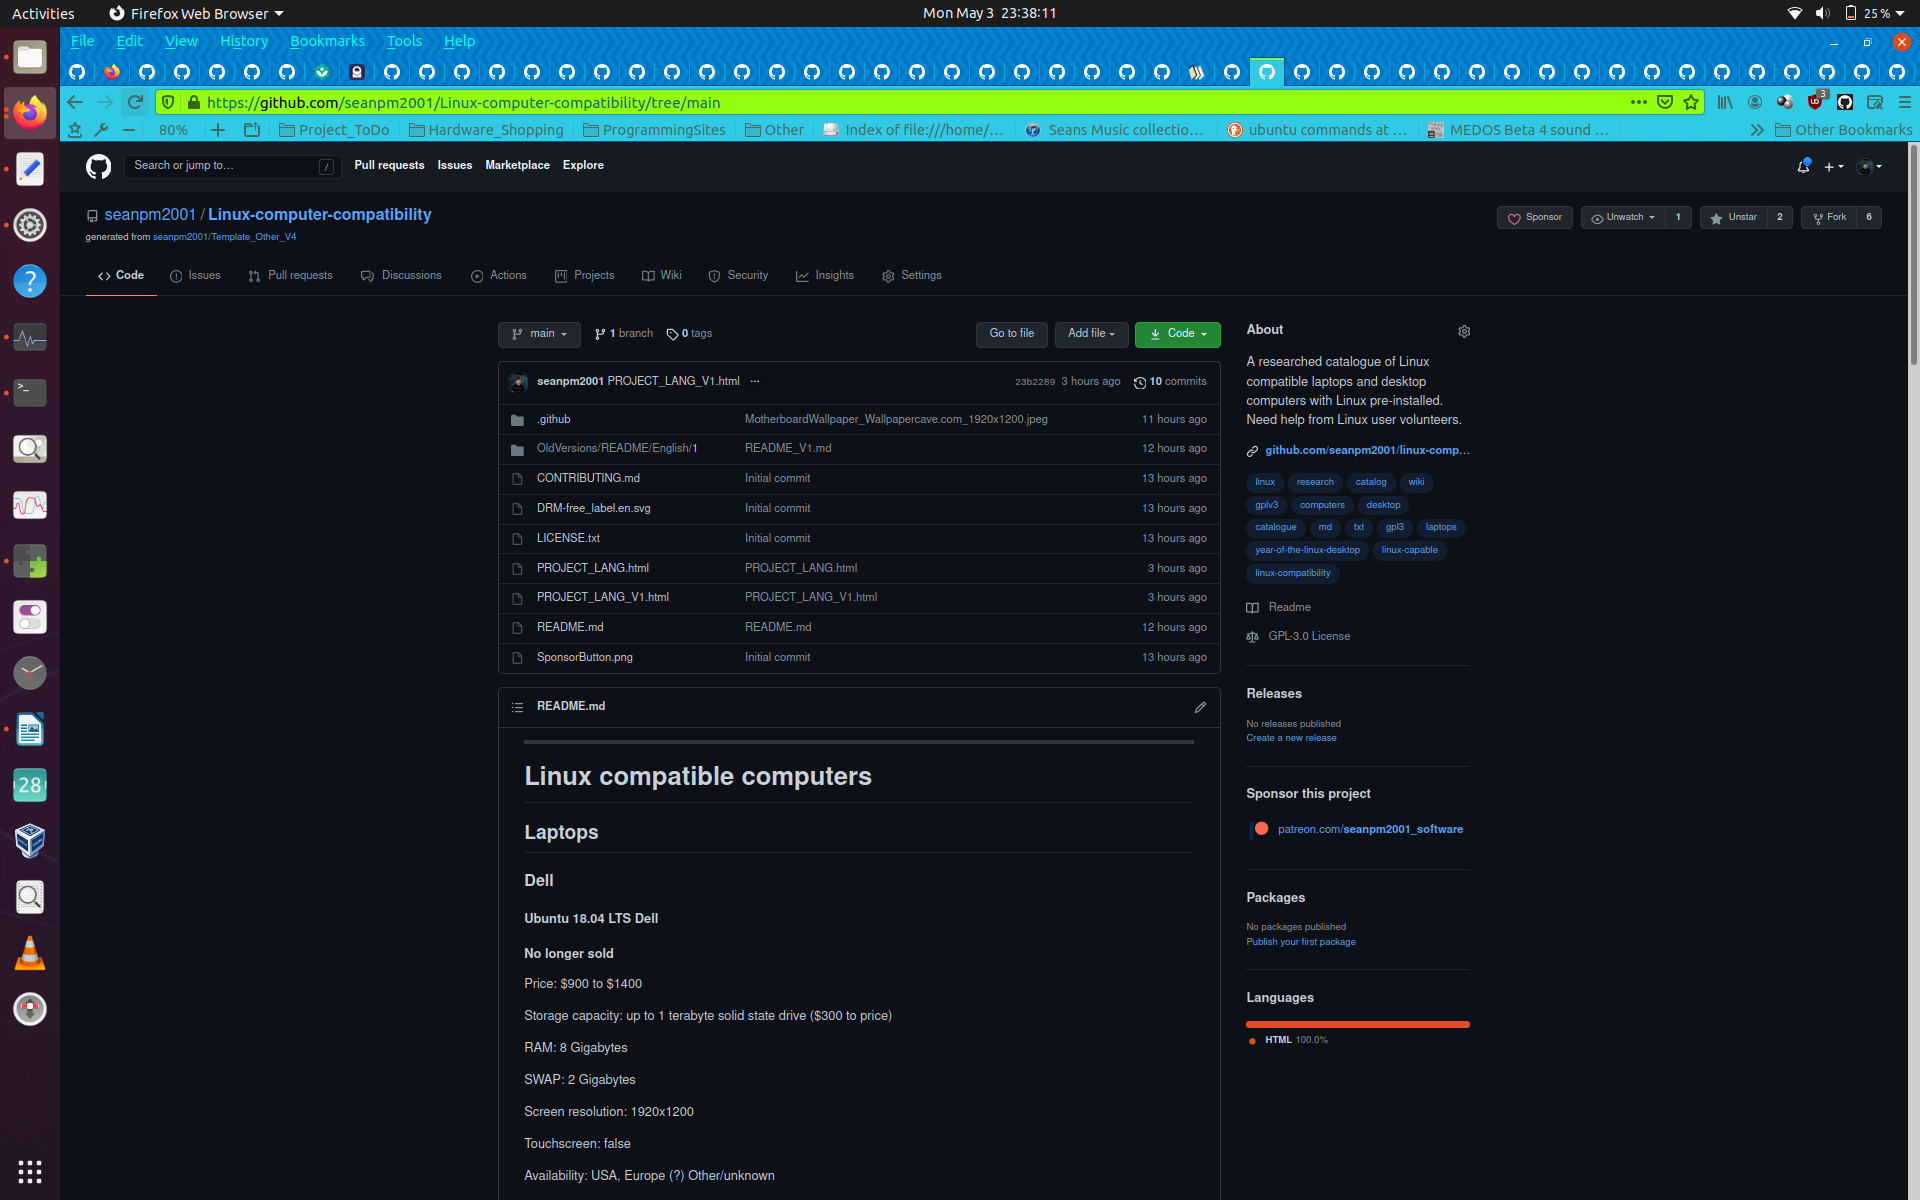 Activities Firefox Web Browser Mon May 3 23:38:11 25 %
File Edit View History Bookmarks Tools Help
https://github.com/seanpm2001/Linux-computer-compatibility/tree/main 3
80% Project_ToDo Hardware_Shopping ProgrammingSites Other Index of file:///home/... Seans Music collectio... ubuntu commands at ... MEDOS Beta 4 sound ... Other Bookmarks
Search or jump to... / Pull requests Issues Marketplace Explore
seanpm2001 / Linux-computer-compatibility Sponsor Unwatch 1 Unstar 2 Fork 6
generated from seanpm2001/Template_Other_V4
Code Issues Pull requests Discussions Actions Projects Wiki Security Insights Settings
main 1 branch 0 tags Go to file Add file Code
seanpm2001 PROJECT_LANG_V1.html ... 23b2289 3 hours ago 10 commits
.github MotherboardWallpaper_Wallpapercave.com_1920x1200.jpeg 11 hours ago
OldVersions/README/English/1 README_V1.md 12 hours ago
CONTRIBUTING.md Initial commit 13 hours ago
DRM-free_label.en.svg Initial commit 13 hours ago
LICENSE.txt Initial commit 13 hours ago
PROJECT_LANG.html PROJECT_LANG.html 3 hours ago
PROJECT_LANG_V1.html PROJECT_LANG_V1.html 3 hours ago
README.md README.md 12 hours ago
SponsorButton.png Initial commit 13 hours ago
README.md
Linux compatible computers
Laptops
Dell
Ubuntu 18.04 LTS Dell
No longer sold
Price: $900 to $1400
Storage capacity: up to 1 terabyte solid state drive ($300 to price)
RAM: 8 Gigabytes
SWAP: 2 Gigabytes
Screen resolution: 1920x1200
Touchscreen: false
Availability: USA, Europe (?) Other/unknown
About
A researched catalogue of Linux
compatible laptops and desktop
computers with Linux pre-installed.
Need help from Linux user volunteers.
github.com/seanpm2001/linux-comp...
linux research catalog wiki
gplv3 computers desktop
catalogue md txt gpl3 laptops
year-of-the-linux-desktop linux-capable
linux-compatibility
Readme
GPL-3.0 License
Releases
No releases published
Create a new release
Sponsor this project
patreon.com/seanpm2001_software
Packages
No packages published
Publish your first package
Languages
HTML 100.0%
28